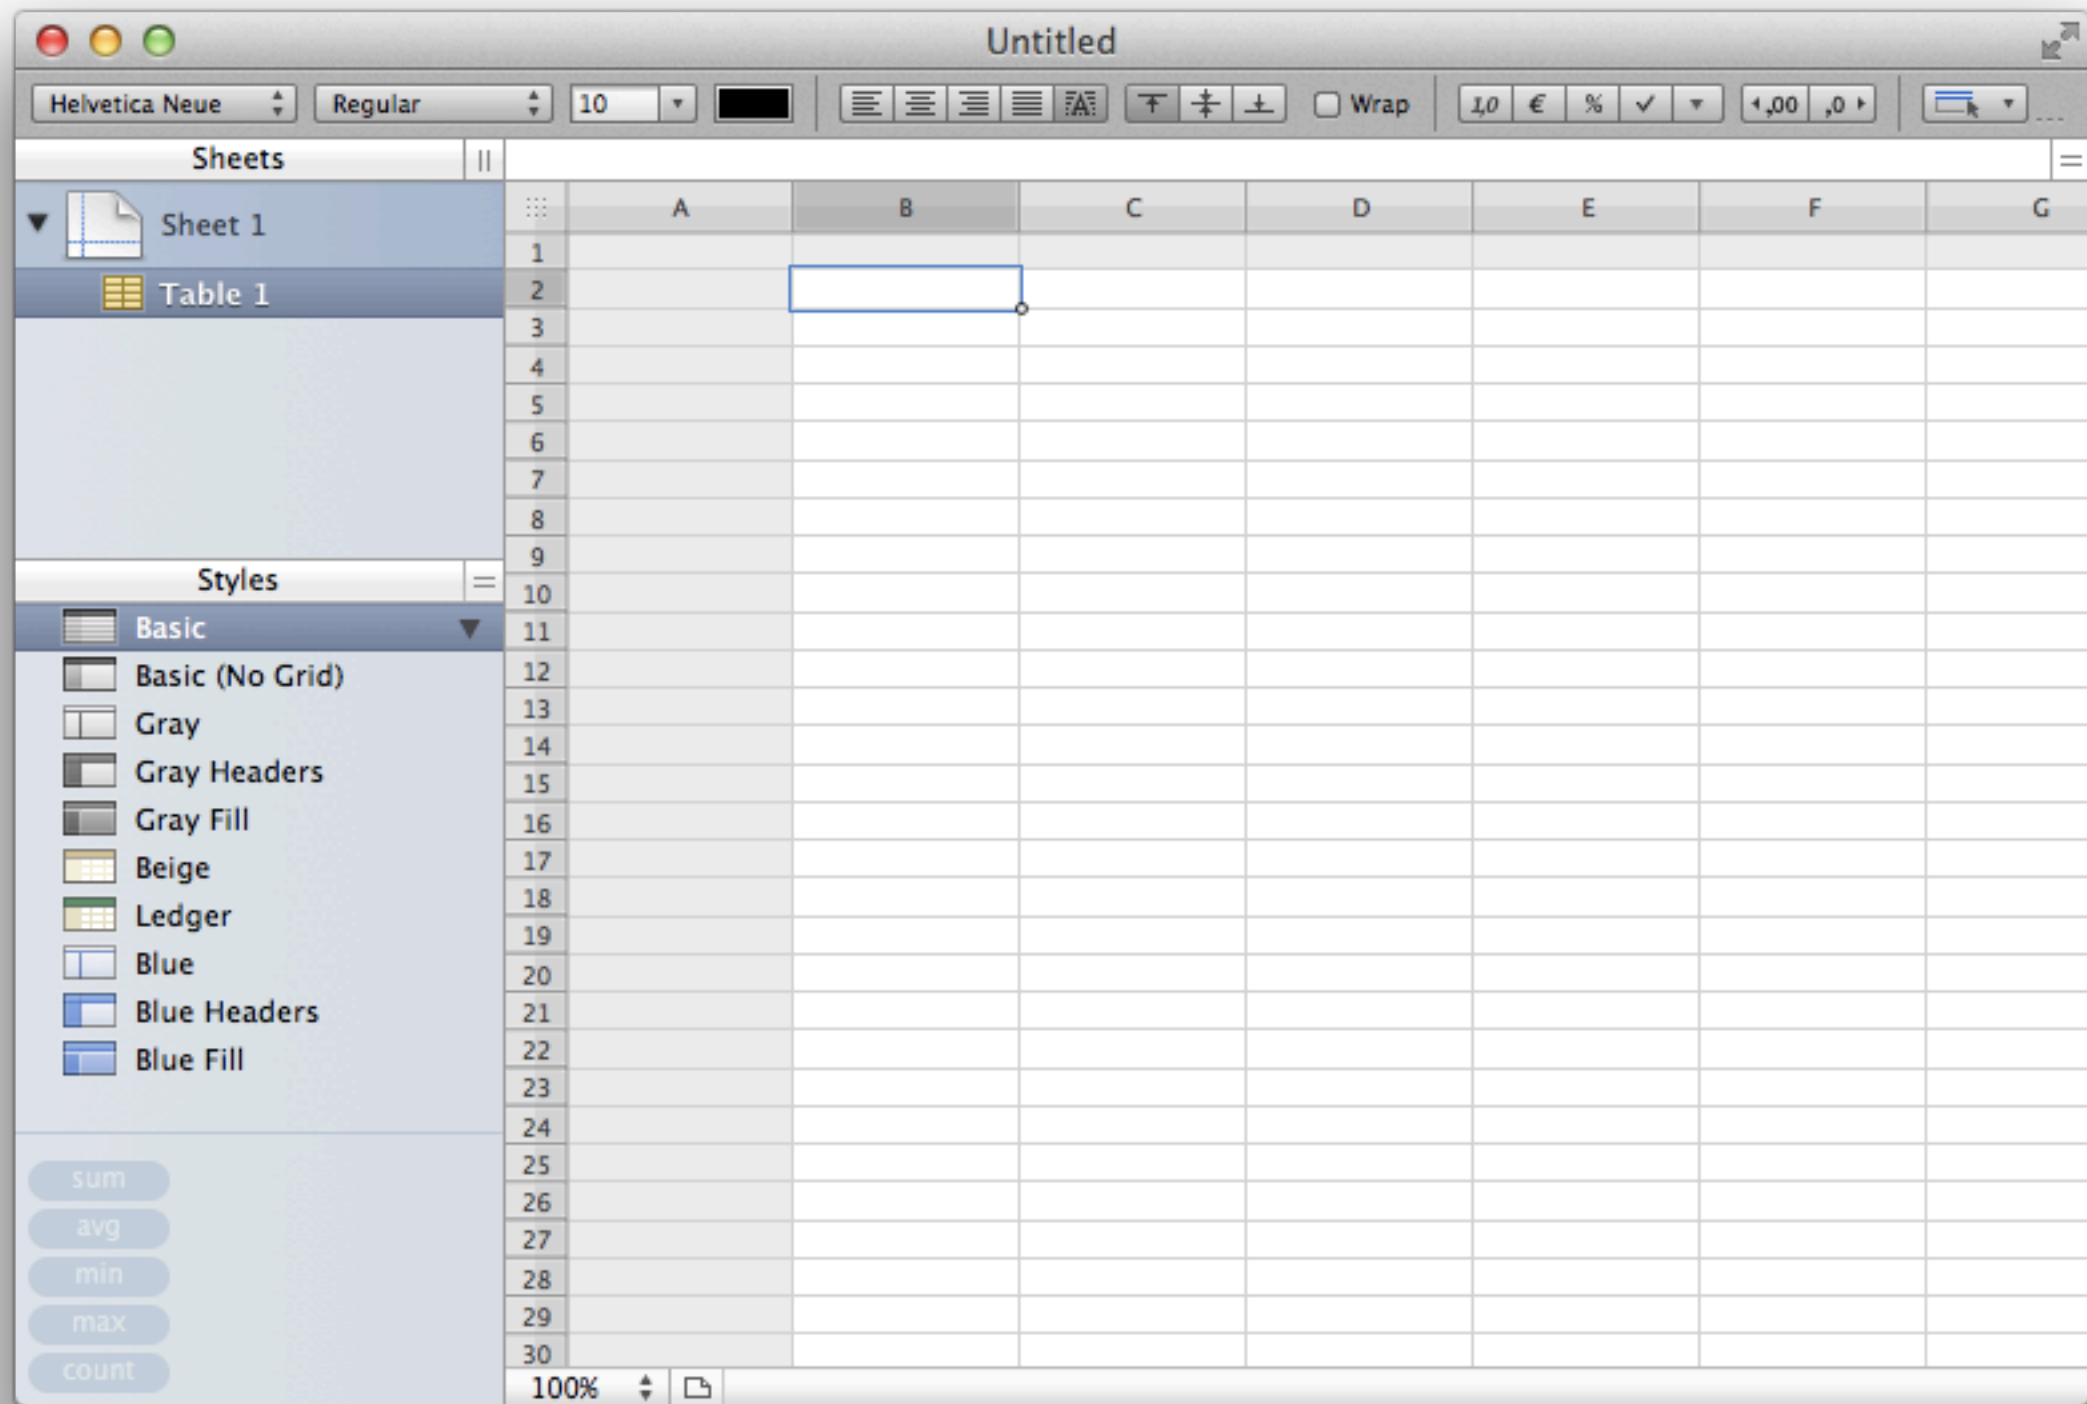 Untitled
Helvetica Neue Regular 10 A Wrap 1,0 € % ,00 ,0
Sheets
Sheet 1
Table 1
A B C D E F G
1
2
3
4
5
6
7
8
9
10
11
12
13
14
15
16
17
18
19
20
21
22
23
24
25
26
27
28
29
30
Styles
Basic
Basic (No Grid)
Gray
Gray Headers
Gray Fill
Beige
Ledger
Blue
Blue Headers
Blue Fill
sum
avg
min
max
count
100%